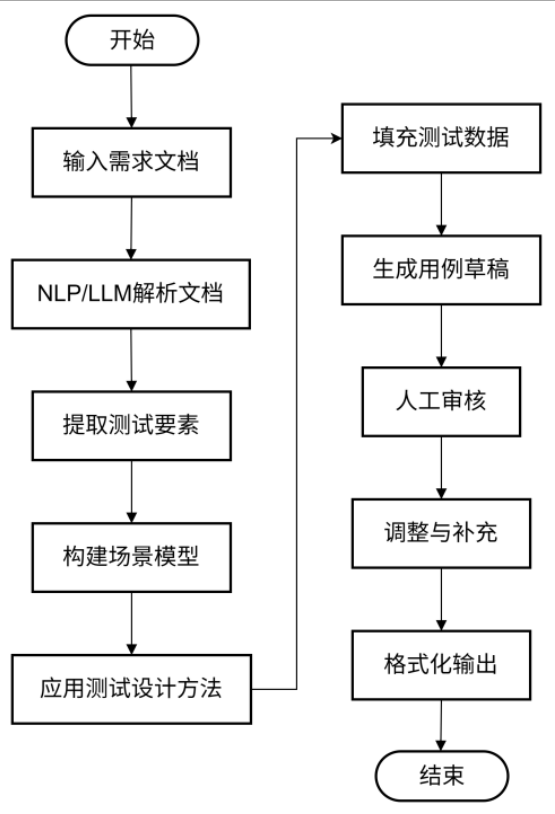 开始
输入需求文档
NLP/LLM解析文档
提取测试要素
构建场景模型
应用测试设计方法
填充测试数据
生成用例草稿
人工审核
调整与补充
格式化输出
结束